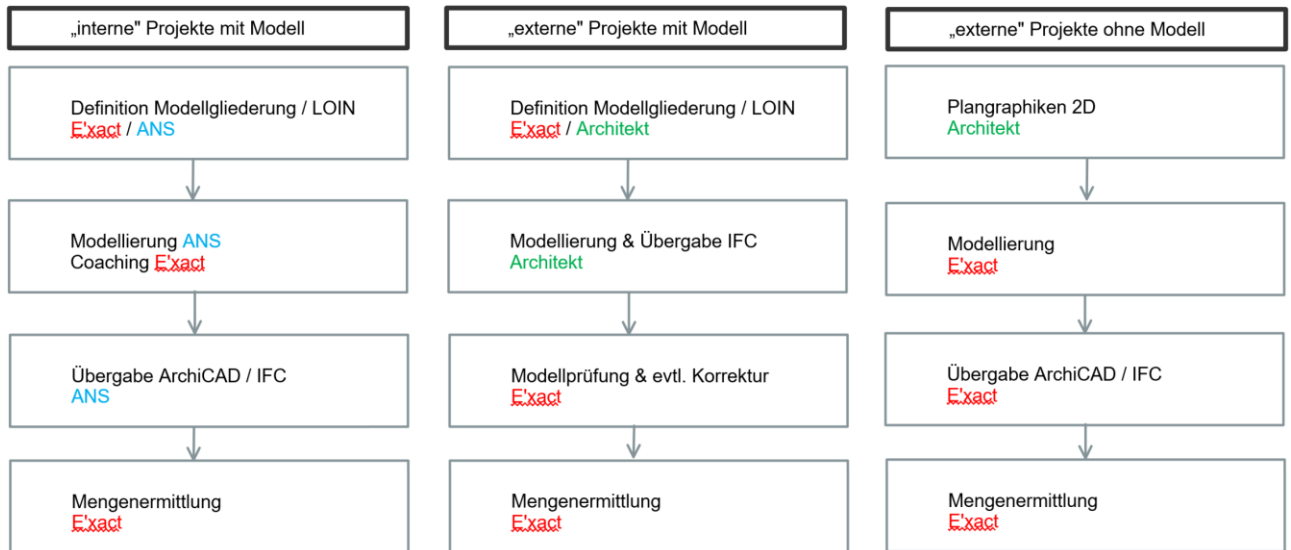 „interne" Projekte mit Modell
Definition Modellgliederung / LOIN
E'xact / ANS
Modellierung ANS
Coaching E'xact
Übergabe ArchiCAD / IFC
ANS
Mengenermittlung
E'xact
„externe" Projekte mit Modell
Definition Modellgliederung / LOIN
E'xact / Architekt
Modellierung & Übergabe IFC
Architekt
Modellprüfung & evtl. Korrektur
E'xact
Mengenermittlung
E'xact
„externe" Projekte ohne Modell
Plangraphiken 2D
Architekt
Modellierung
E'xact
Übergabe ArchiCAD / IFC
E'xact
Mengenermittlung
E'xact